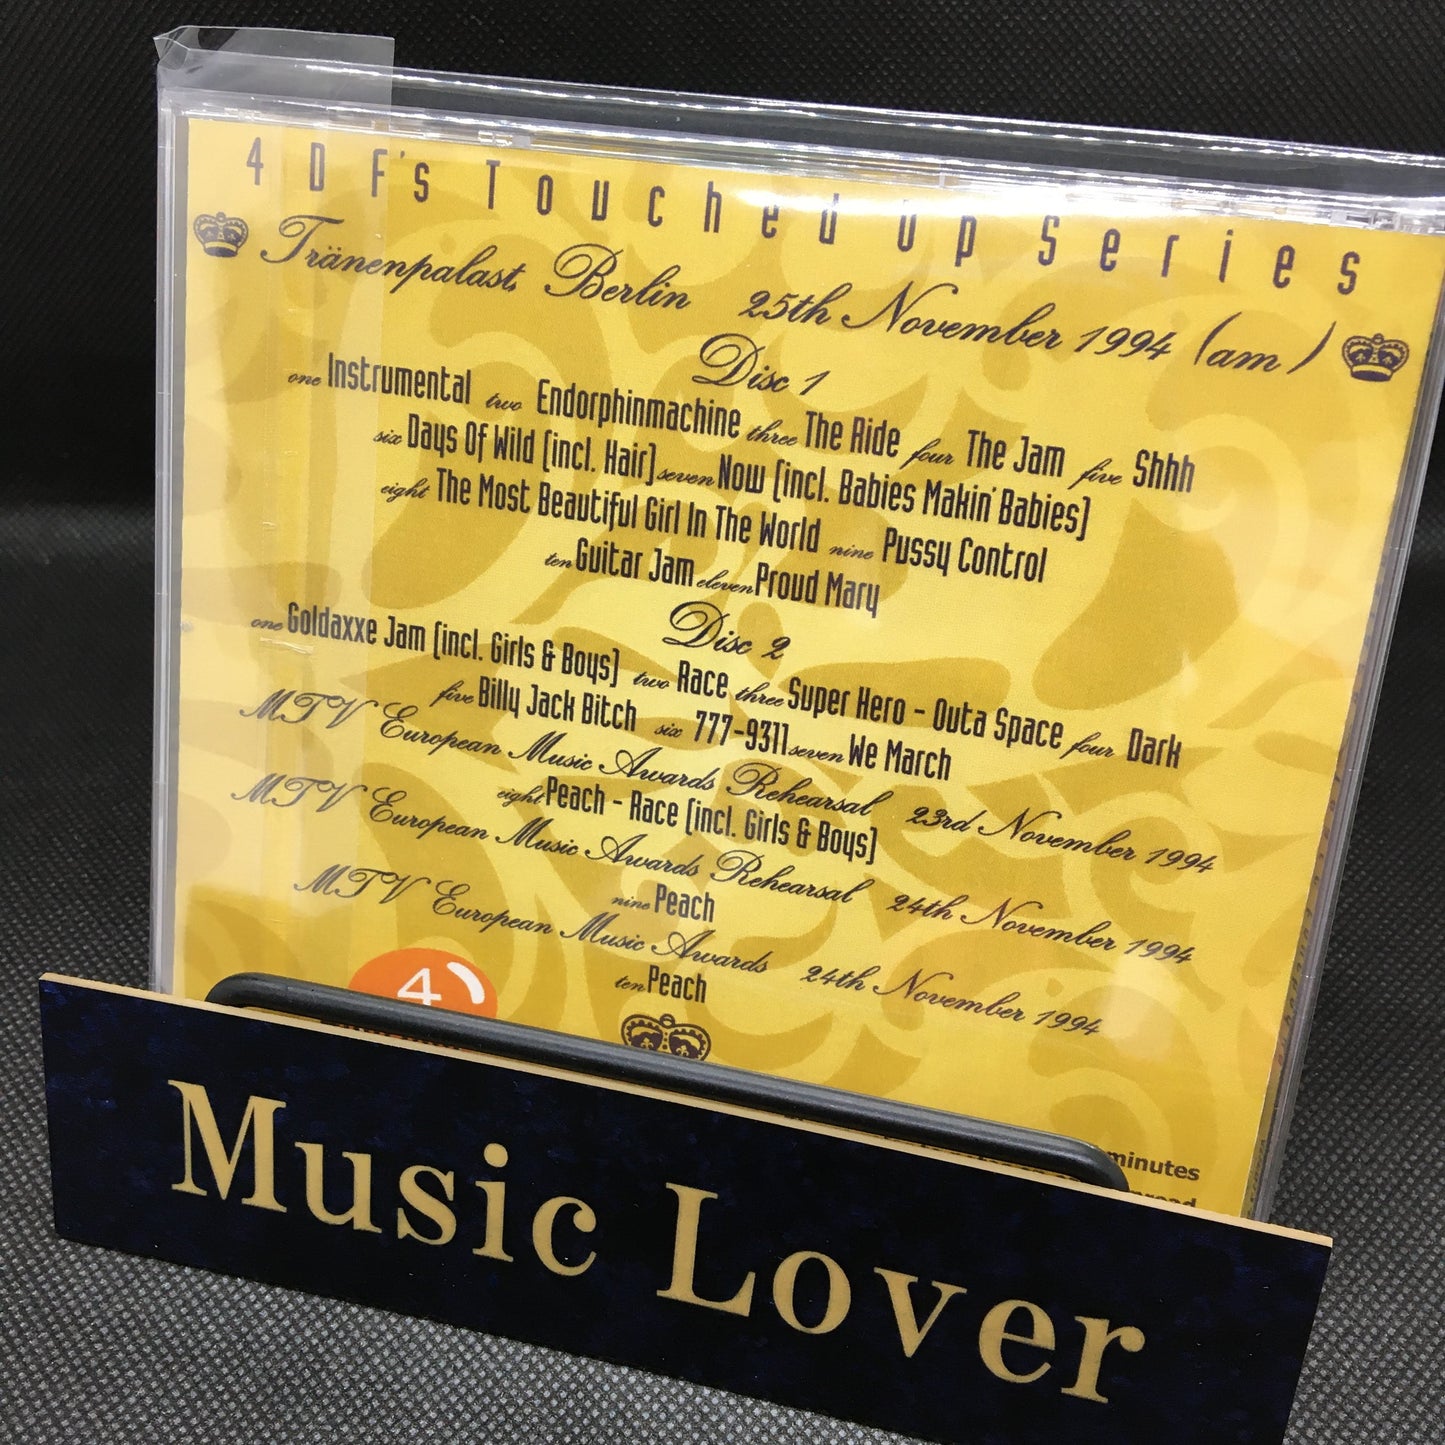 4 D F's Touched Up Series
Tränenpalast, Berlin 25th November 1994 (am)
Disc 1
one Instrumental two Endorphinmachine three The Ride four The Jam five Shhh
six Days Of Wild (incl. Hair) seven Now (incl. Babies Makin' Babies)
eight The Most Beautiful Girl In The World nine Pussy Control
ten Guitar Jam eleven Proud Mary
Disc 2
one Goldaxxe Jam (incl. Girls & Boys) two Race three Super Hero - Outa Space four Dark
five Billy Jack Bitch six 777-9311 seven We March
MTV European Music Awards Rehearsal 23rd November 1994
eight Peach - Race (incl. Girls & Boys)
MTV European Music Awards Rehearsal 24th November 1994
nine Peach
MTV European Music Awards 24th November 1994
ten Peach
4
minutes
Music Lover